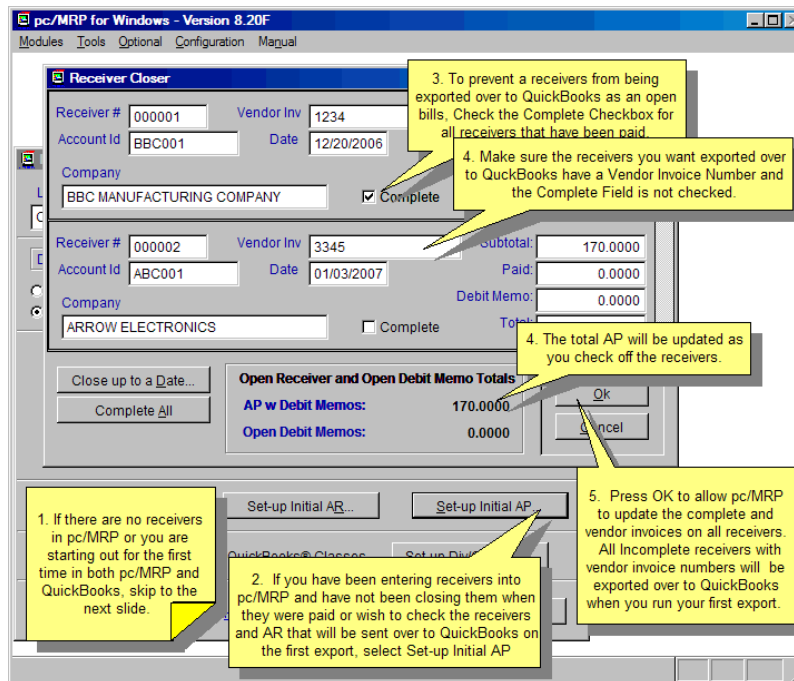 pc/MRP for Windows - Version 8.20F
Modules Tools Optional Configuration Manual
Receiver Closer
3. To prevent a receivers from being
exported over to QuickBooks as an open
bills, Check the Complete Checkbox for
all receivers that have been paid.
Receiver # 000001 Vendor Inv 1234
Account Id BBC001 Date 12/20/2006
Company
BBC MANUFACTURING COMPANY Complete
4. Make sure the receivers you want exported over
to QuckBooks have a Vendor Invoice Number and
the Complete Field is not checked.
Receiver # 000002 Vendor Inv 3345 Subtotal: 170.0000
Account Id ABC001 Date 01/03/2007 Paid: 0.0000
Debit Memo: 0.0000
Company
ARROW ELECTRONICS Complete Total:
4. The total AP will be updated as
you check off the receivers.
Close up to a Date...
Complete All
Open Receiver and Open Debit Memo Totals
AP w Debit Memos: 170.0000
Open Debit Memos: 0.0000
Ok
Cancel
Set-up Initial AR... Set-up Initial AP...
1. If there are no receivers
in pc/MRP or you are
starting out for the first
time in both pc/MRP and
QuickBooks, skip to the
next slide.
QuickBooks® Classes
2. If you have been entering receivers into
pc/MRP and have not been closing them when
they were paid or wish to check the receivers
and AR that will be sent over to QuickBooks on
the first export, select Set-up Initial AP
5. Press OK to allow pc/MRP
to update the complete and
vendor invoices on all receivers.
All Incomplete receivers with
vendor invoice numbers will be
exported over to QuickBooks
when you run your first export.